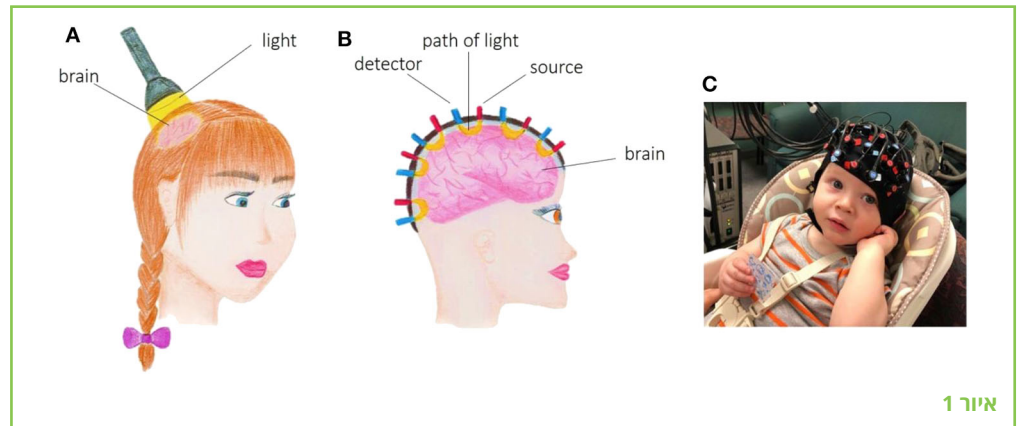 A
light
brain
B
path of light
detector
source
brain
C
איור 1